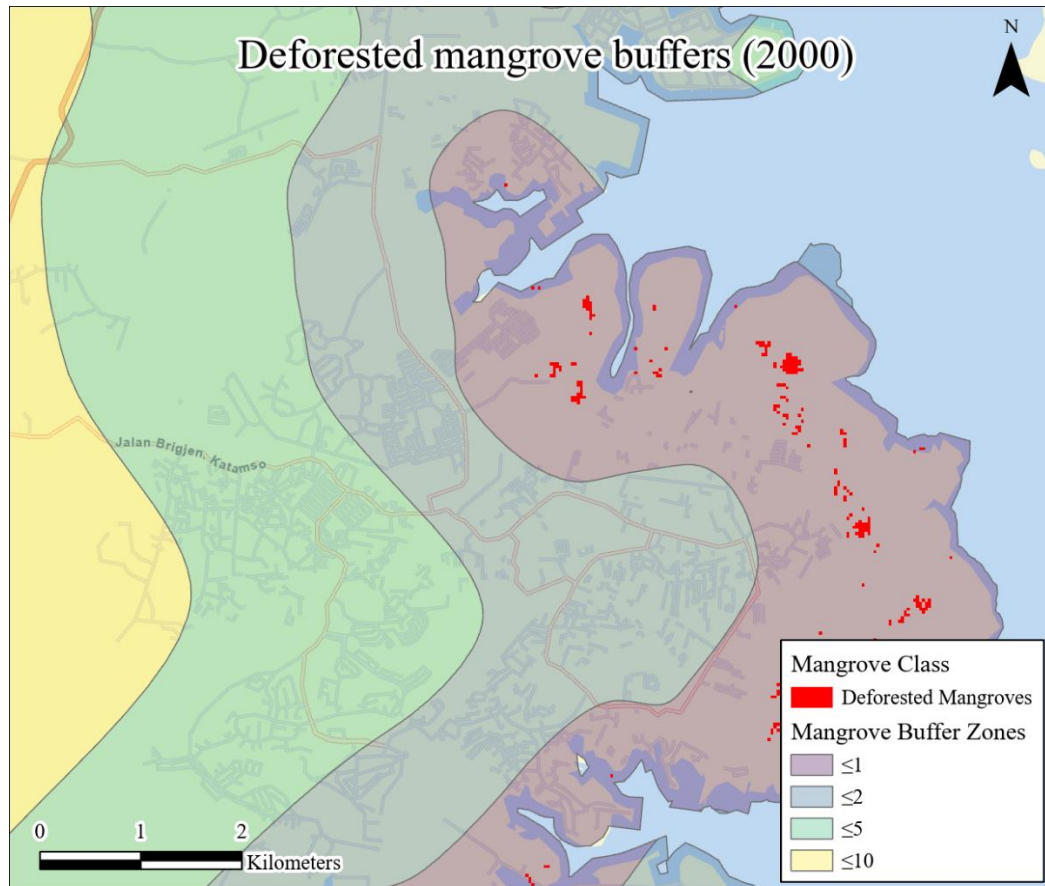 Deforested mangrove buffers (2000)
N
Jalan Brigjen. Katamso
Mangrove Class
Deforested Mangroves
Mangrove Buffer Zones
≤1
≤2
≤5
≤10
0 1 2
Kilometers